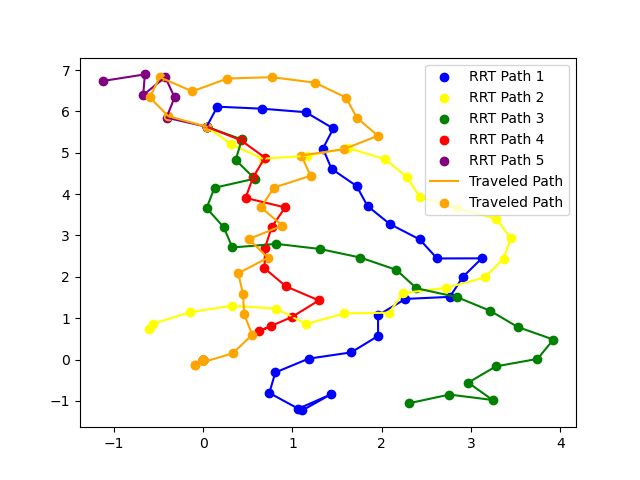 7
6
5
4
3
2
1
0
−1
−1
0
1
2
3
4
RRT Path 1
RRT Path 2
RRT Path 3
RRT Path 4
RRT Path 5
Traveled Path
Traveled Path